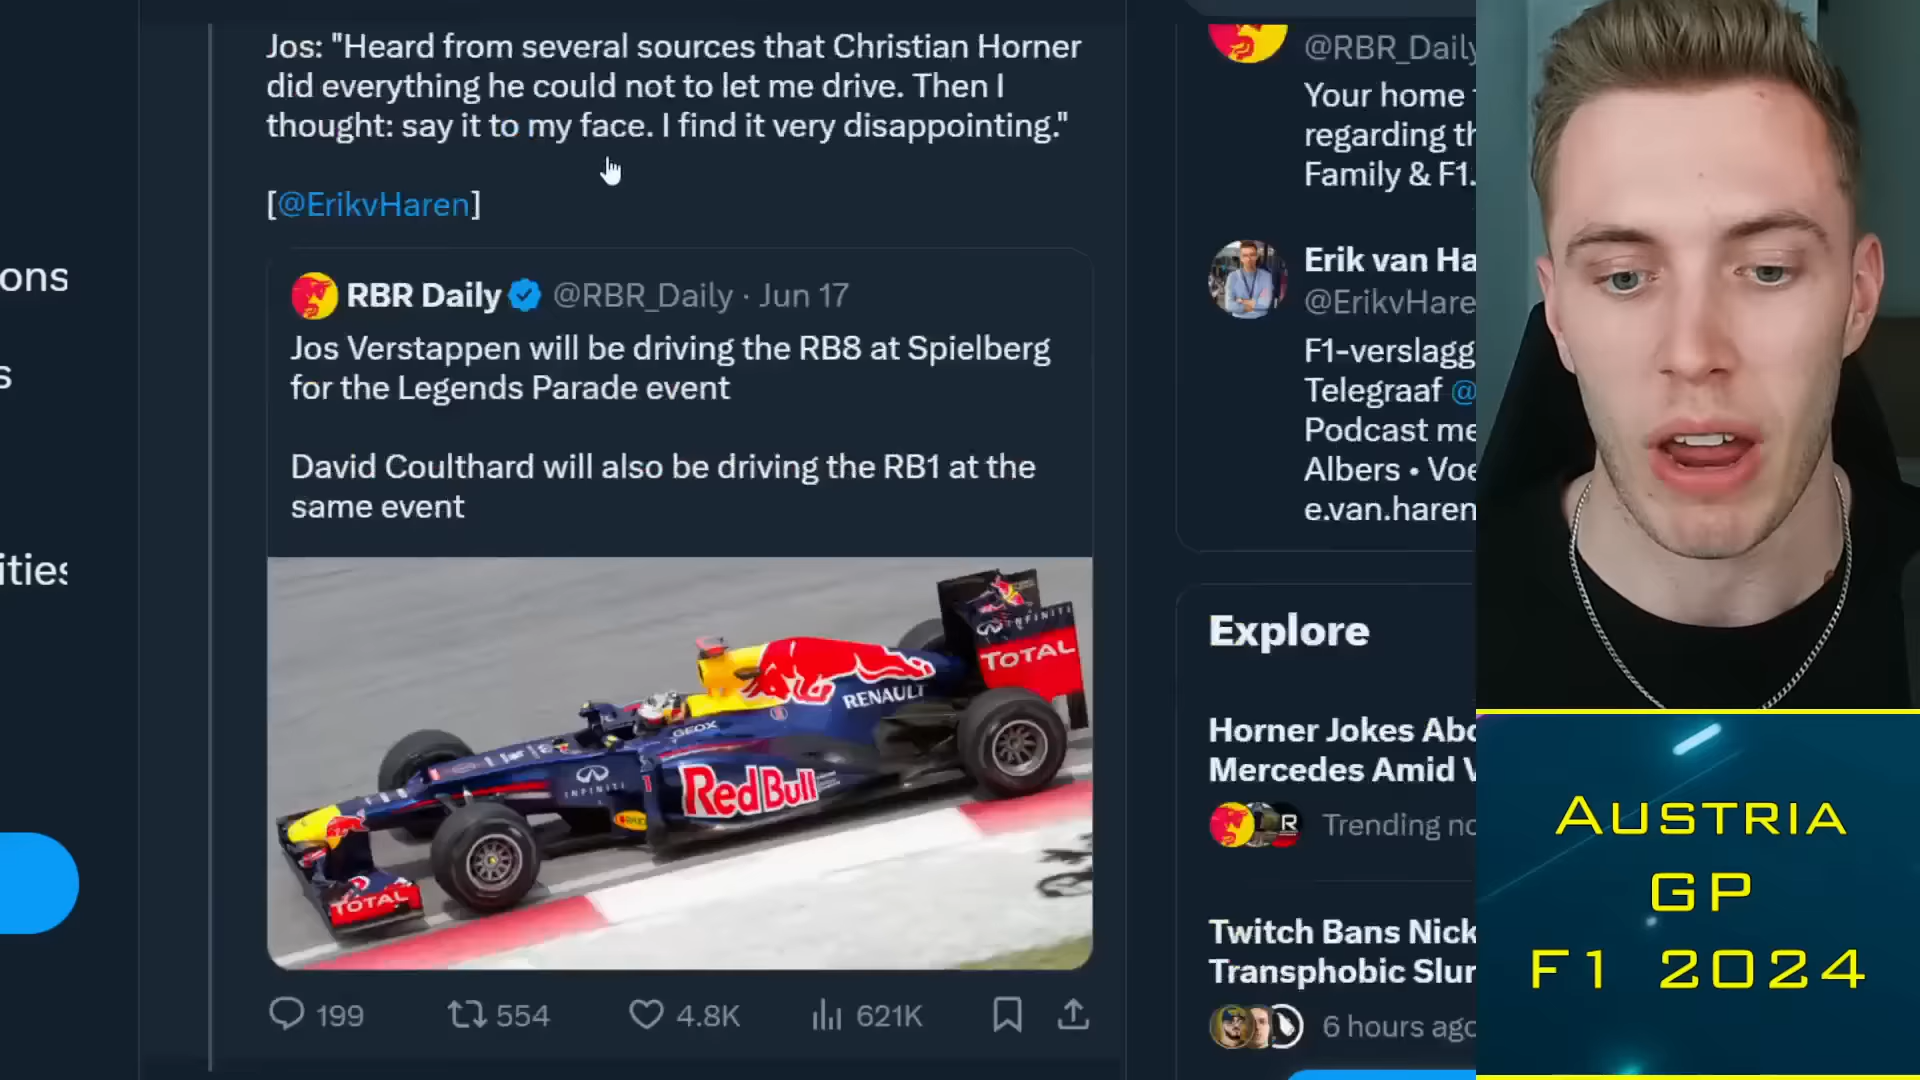 Jos: "Heard from several sources that Christian Horner
did everything he could not to let me drive. Then I
thought: say it to my face. I find it very disappointing."
[@ErikvHaren]
RBR Daily @RBR_Daily · Jun 17
Jos Verstappen will be driving the RB8 at Spielberg
for the Legends Parade event
David Coulthard will also be driving the RB1 at the
same event
INFINITI
TOTAL
RENAULT
GEOX
INFINITI
Red Bull
TOTAL
199 554 4.8K 621K
ons
s
ities
@RBR_Daily
Your home
regarding th
Family & F1.
Erik van Ha
@ErikvHare
F1-verslagg
Telegraaf @
Podcast me
Albers • Voe
e.van.haren
Explore
Horner Jokes Abo
Mercedes Amid V
R
Trending no
Twitch Bans Nick
Transphobic Slur
6 hours ago
AUSTRIA
GP
F1 2024